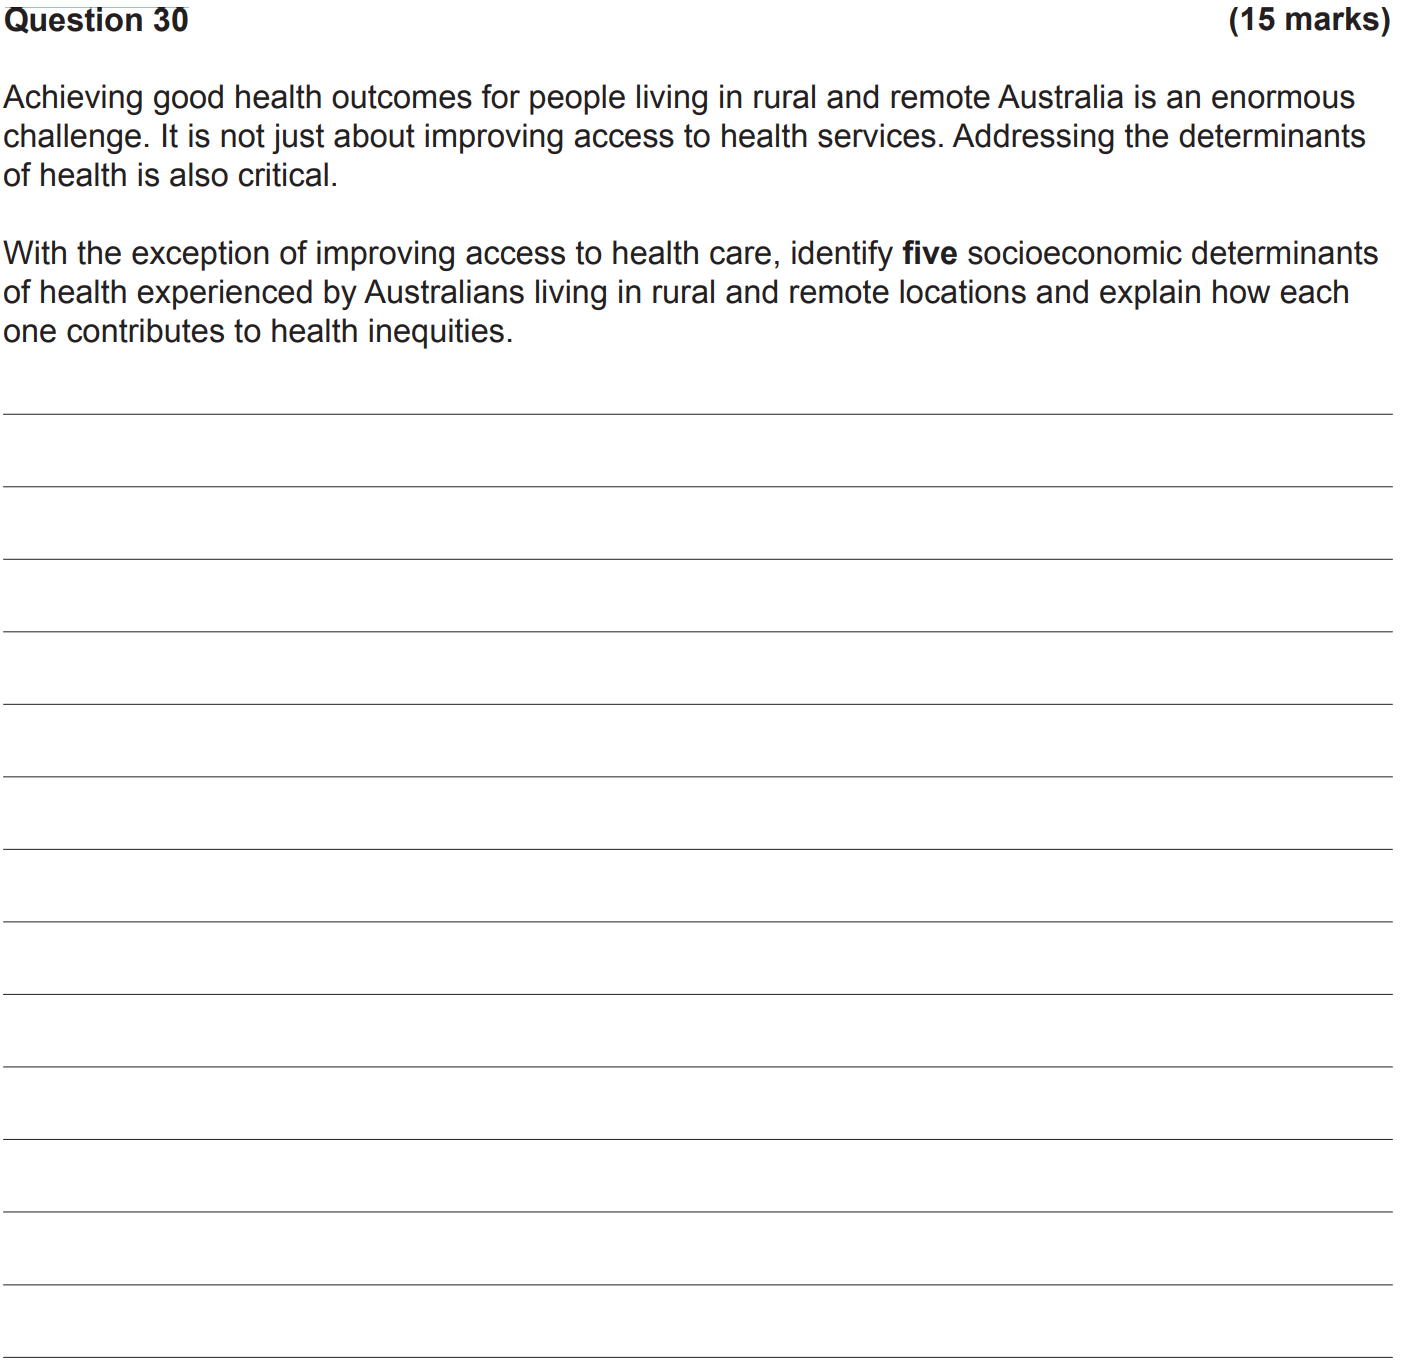 Question 30
(15 marks)
Achieving good health outcomes for people living in rural and remote Australia is an enormous
challenge. It is not just about improving access to health services. Addressing the determinants
of health is also critical.
With the exception of improving access to health care, identify five socioeconomic determinants
of health experienced by Australians living in rural and remote locations and explain how each
one contributes to health inequities.